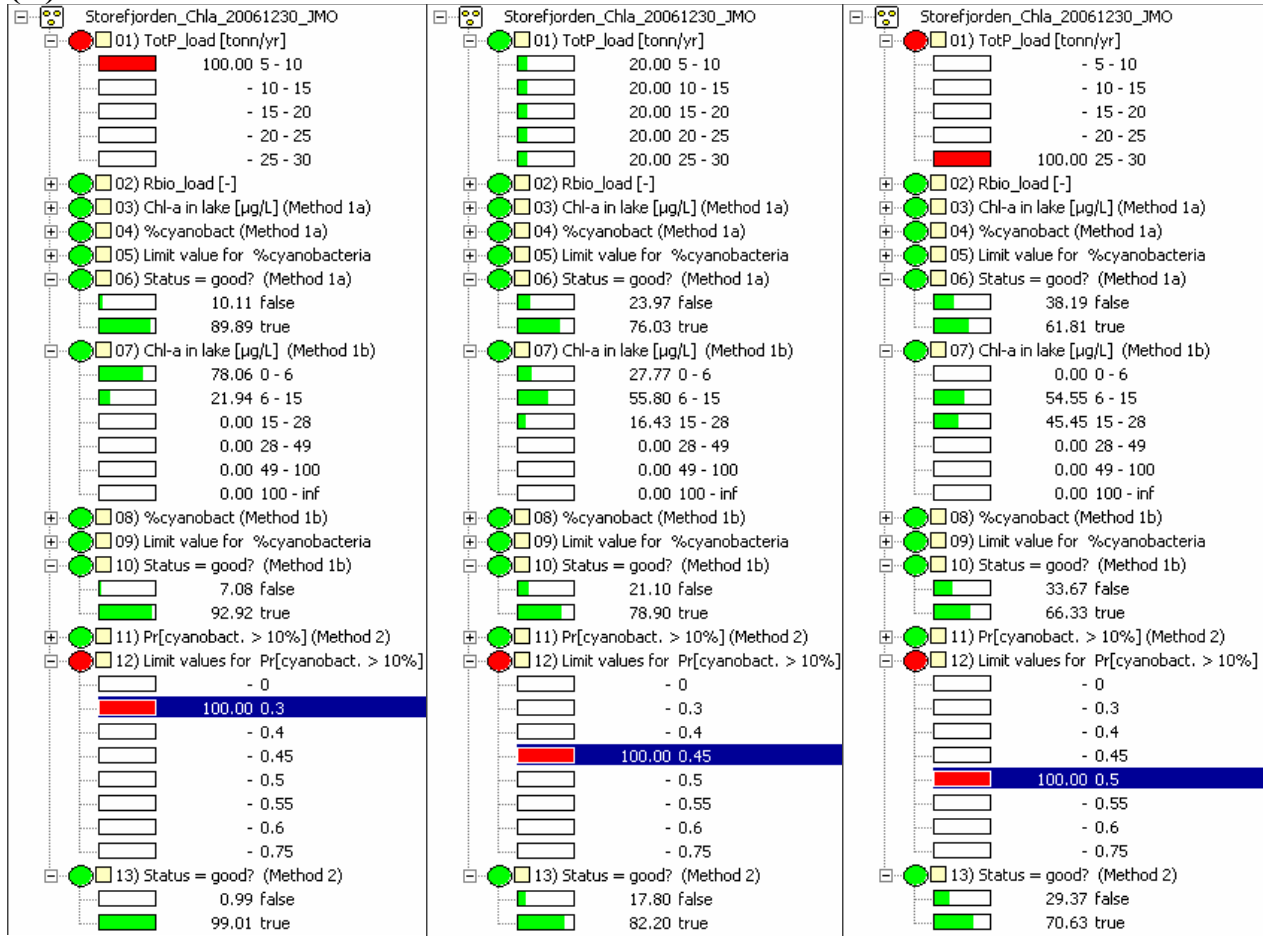 Storefjorden_Chla_20061230_JMO
01) TotP_load [tonn/yr]
100.00 5 - 10
- 10 - 15
- 15 - 20
- 20 - 25
- 25 - 30
02) Rbio_load [-]
03) Chl-a in lake [µg/L] (Method 1a)
04) %cyanobact (Method 1a)
05) Limit value for %cyanobacteria
06) Status = good? (Method 1a)
10.11 false
89.89 true
07) Chl-a in lake [µg/L] (Method 1b)
78.06 0 - 6
21.94 6 - 15
0.00 15 - 28
0.00 28 - 49
0.00 49 - 100
0.00 100 - inf
08) %cyanobact (Method 1b)
09) Limit value for %cyanobacteria
10) Status = good? (Method 1b)
7.08 false
92.92 true
11) Pr[cyanobact. > 10%] (Method 2)
12) Limit values for Pr[cyanobact. > 10%]
- 0
100.00 0.3
- 0.4
- 0.45
- 0.5
- 0.55
- 0.6
- 0.75
13) Status = good? (Method 2)
0.99 false
99.01 true
Storefjorden_Chla_20061230_JMO
01) TotP_load [tonn/yr]
20.00 5 - 10
20.00 10 - 15
20.00 15 - 20
20.00 20 - 25
20.00 25 - 30
02) Rbio_load [-]
03) Chl-a in lake [µg/L] (Method 1a)
04) %cyanobact (Method 1a)
05) Limit value for %cyanobacteria
06) Status = good? (Method 1a)
23.97 false
76.03 true
07) Chl-a in lake [µg/L] (Method 1b)
27.77 0 - 6
55.80 6 - 15
16.43 15 - 28
0.00 28 - 49
0.00 49 - 100
0.00 100 - inf
08) %cyanobact (Method 1b)
09) Limit value for %cyanobacteria
10) Status = good? (Method 1b)
21.10 false
78.90 true
11) Pr[cyanobact. > 10%] (Method 2)
12) Limit values for Pr[cyanobact. > 10%]
- 0
- 0.3
- 0.4
100.00 0.45
- 0.5
- 0.55
- 0.6
- 0.75
13) Status = good? (Method 2)
17.80 false
82.20 true
Storefjorden_Chla_20061230_JMO
01) TotP_load [tonn/yr]
- 5 - 10
- 10 - 15
- 15 - 20
- 20 - 25
100.00 25 - 30
02) Rbio_load [-]
03) Chl-a in lake [µg/L] (Method 1a)
04) %cyanobact (Method 1a)
05) Limit value for %cyanobacteria
06) Status = good? (Method 1a)
38.19 false
61.81 true
07) Chl-a in lake [µg/L] (Method 1b)
0.00 0 - 6
54.55 6 - 15
45.45 15 - 28
0.00 28 - 49
0.00 49 - 100
0.00 100 - inf
08) %cyanobact (Method 1b)
09) Limit value for %cyanobacteria
10) Status = good? (Method 1b)
33.67 false
66.33 true
11) Pr[cyanobact. > 10%] (Method 2)
12) Limit values for Pr[cyanobact. > 10%]
- 0
- 0.3
- 0.4
- 0.45
100.00 0.5
- 0.55
- 0.6
- 0.75
13) Status = good? (Method 2)
29.37 false
70.63 true